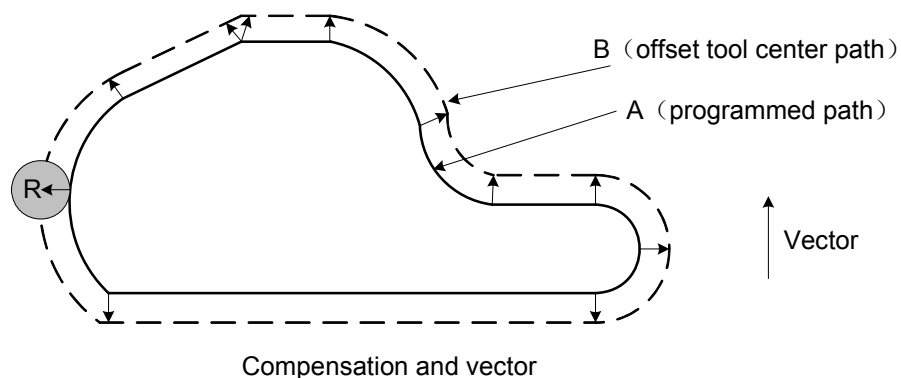 B（offset tool center path）
A（programmed path）
R
Vector
Compensation and vector